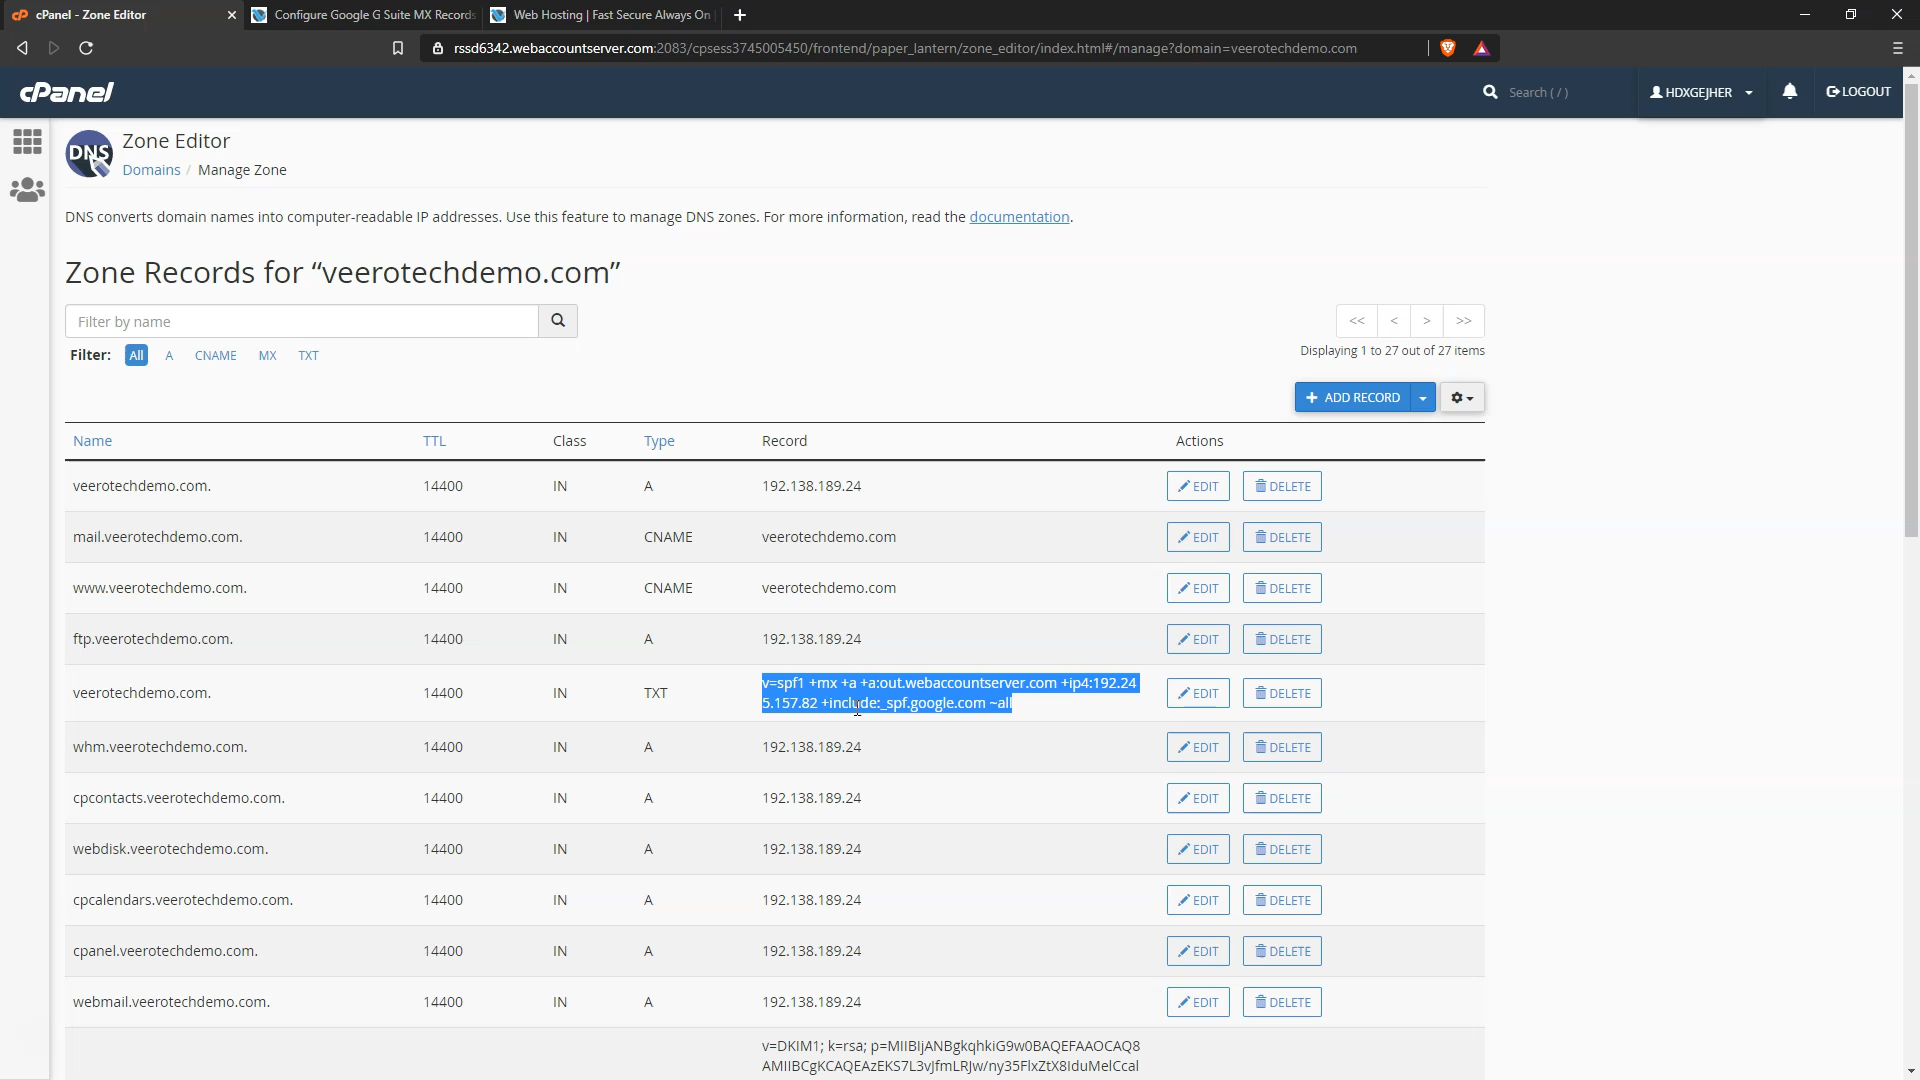 cPanel - Zone Editor
Configure Google G Suite MX Records
Web Hosting | Fast Secure Always On
rssd6342.webaccountserver.com:2083/cpsess3745005450/frontend/paper_lantern/zone_editor/index.html#/manage?domain=veerotechdemo.com
cPanel
Search ( / )
HDXGEJHER
LOGOUT
DNS
Zone Editor
Domains / Manage Zone
DNS converts domain names into computer-readable IP addresses. Use this feature to manage DNS zones. For more information, read the documentation.
Zone Records for “veerotechdemo.com”
Filter by name
<< < > >>
Filter: All A CNAME MX TXT
Displaying 1 to 27 out of 27 items
+ ADD RECORD
Name TTL Class Type Record Actions
veerotechdemo.com. 14400 IN A 192.138.189.24 EDIT DELETE
mail.veerotechdemo.com. 14400 IN CNAME veerotechdemo.com EDIT DELETE
www.veerotechdemo.com. 14400 IN CNAME veerotechdemo.com EDIT DELETE
ftp.veerotechdemo.com. 14400 IN A 192.138.189.24 EDIT DELETE
veerotechdemo.com. 14400 IN TXT v=spf1 +mx +a +a:out.webaccountserver.com +ip4:192.24
5.157.82 +include:_spf.google.com ~all EDIT DELETE
whm.veerotechdemo.com. 14400 IN A 192.138.189.24 EDIT DELETE
cpcontacts.veerotechdemo.com. 14400 IN A 192.138.189.24 EDIT DELETE
webdisk.veerotechdemo.com. 14400 IN A 192.138.189.24 EDIT DELETE
cpcalendars.veerotechdemo.com. 14400 IN A 192.138.189.24 EDIT DELETE
cpanel.veerotechdemo.com. 14400 IN A 192.138.189.24 EDIT DELETE
webmail.veerotechdemo.com. 14400 IN A 192.138.189.24 EDIT DELETE
v=DKIM1; k=rsa; p=MIIBIjANBgkqhkiG9w0BAQEFAAOCAQ8
AMIIBCgKCAQEAzEKS7L3vJfmLRJw/ny35FlxZtX8IduMelCcal